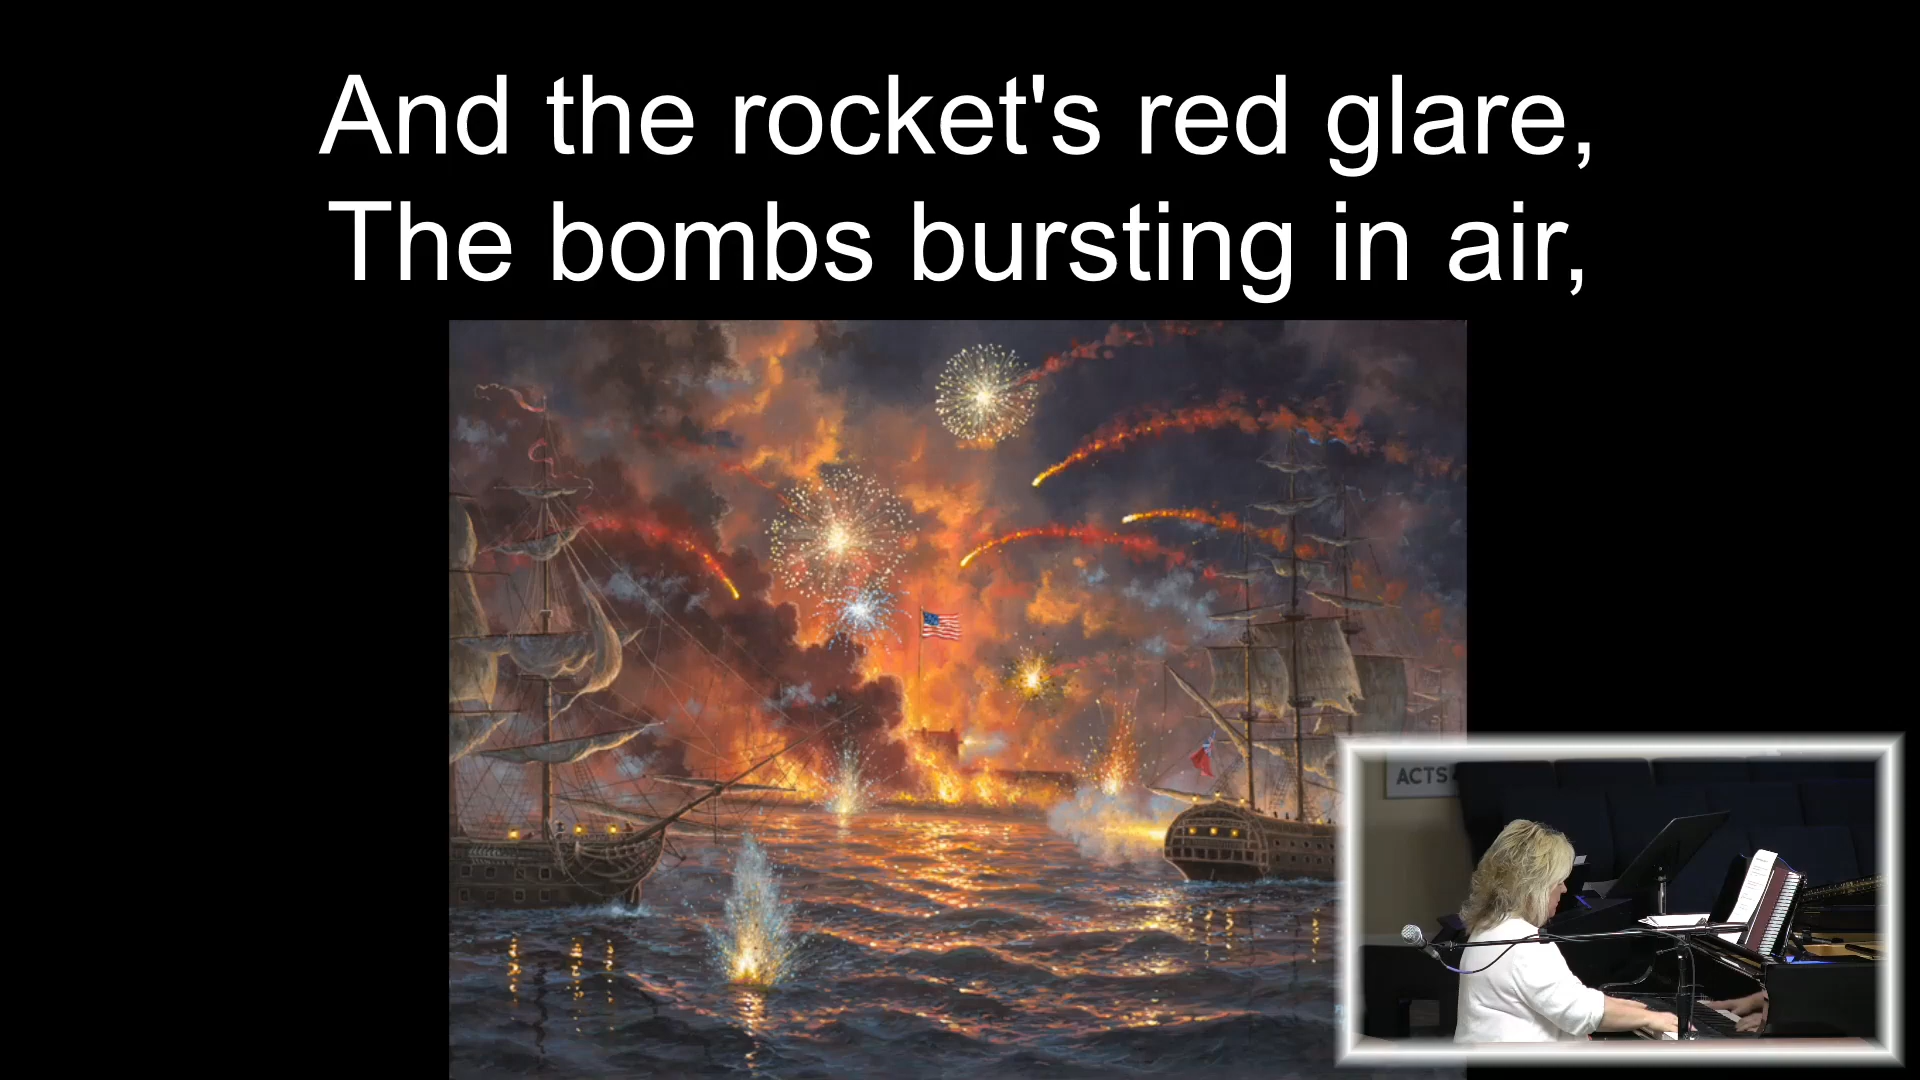 And the rocket's red glare,
The bombs bursting in air,
ACTS